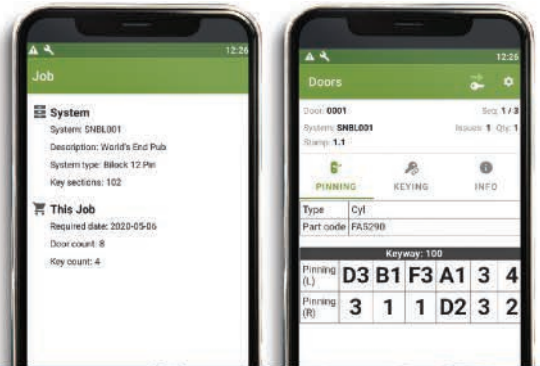 12:26
Job
System
System: SNBL001
Description: World's End Pub
System type: Bilock 12 Pin
Key sections: 102
This Job
Required date: 2020-05-06
Door count: 8
Key count: 4
12:26
Doors
Door: 0001 Seq: 1 / 3
System: SNBL001 Issues: 1 Qty: 1
Stamp: 1.1
PINNING KEYING INFO
Type Cyl
Part code FA529B
Keyway: 100
Pinning (L) D3 B1 F3 A1 3 4
Pinning (R) 3 1 1 D2 3 2